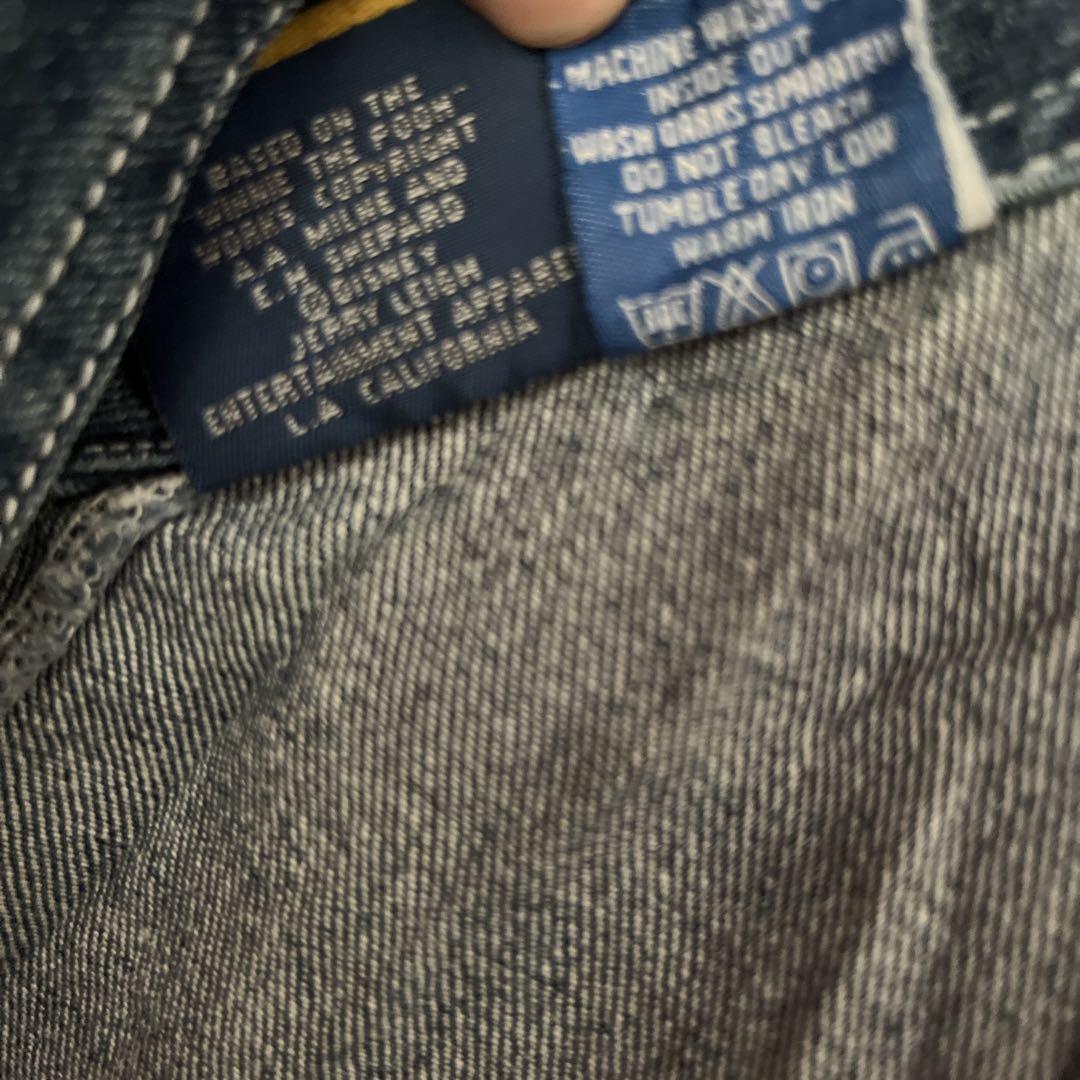 BASED ON THE
"WINNIE THE POOH"
WORKS COPYRIGHT
A.A. MILNE AND
E.H. SHEPARD
©DISNEY
JERRY LEIGH
ENTERTAINMENT APPAREL
L.A CALIFORNIA
MACHINE WASH
INSIDE OUT
WASH DARKS SEPARATELY
DO NOT BLEACH
TUMBLE DRY LOW
WARM IRON